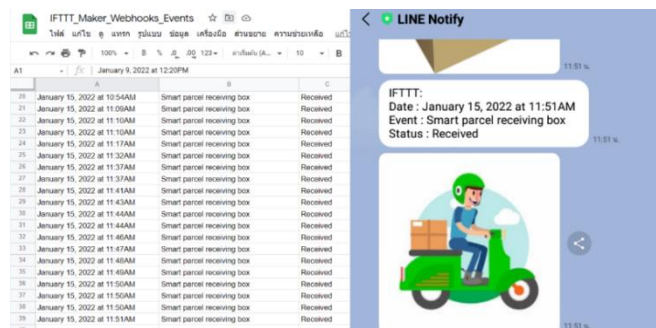 IFTTT_Maker_Webhooks_Events
ไฟล์ แก้ไข ดู แทรก รูปแบบ ข้อมูล เครื่องมือ ส่วนขยาย ความช่วยเหลือ
100% B % .0 .00 123 ค่าเริ่มต้น (A... 10 B
A1 fx January 9, 2022 at 12:20PM
A B C
20 January 15, 2022 at 10:54AM Smart parcel receiving box Received
21 January 15, 2022 at 11:09AM Smart parcel receiving box Received
22 January 15, 2022 at 11:10AM Smart parcel receiving box Received
23 January 15, 2022 at 11:10AM Smart parcel receiving box Received
24 January 15, 2022 at 11:17AM Smart parcel receiving box Received
25 January 15, 2022 at 11:32AM Smart parcel receiving box Received
26 January 15, 2022 at 11:37AM Smart parcel receiving box Received
27 January 15, 2022 at 11:37AM Smart parcel receiving box Received
28 January 15, 2022 at 11:41AM Smart parcel receiving box Received
29 January 15, 2022 at 11:43AM Smart parcel receiving box Received
30 January 15, 2022 at 11:44AM Smart parcel receiving box Received
31 January 15, 2022 at 11:44AM Smart parcel receiving box Received
32 January 15, 2022 at 11:46AM Smart parcel receiving box Received
33 January 15, 2022 at 11:47AM Smart parcel receiving box Received
34 January 15, 2022 at 11:48AM Smart parcel receiving box Received
35 January 15, 2022 at 11:49AM Smart parcel receiving box Received
36 January 15, 2022 at 11:50AM Smart parcel receiving box Received
37 January 15, 2022 at 11:50AM Smart parcel receiving box Received
38 January 15, 2022 at 11:50AM Smart parcel receiving box Received
39 January 15, 2022 at 11:51AM Smart parcel receiving box Received
LINE Notify
11:51 น.
IFTTT:
Date : January 15, 2022 at 11:51AM
Event : Smart parcel receiving box
Status : Received
11:51 น.
11:51 น.